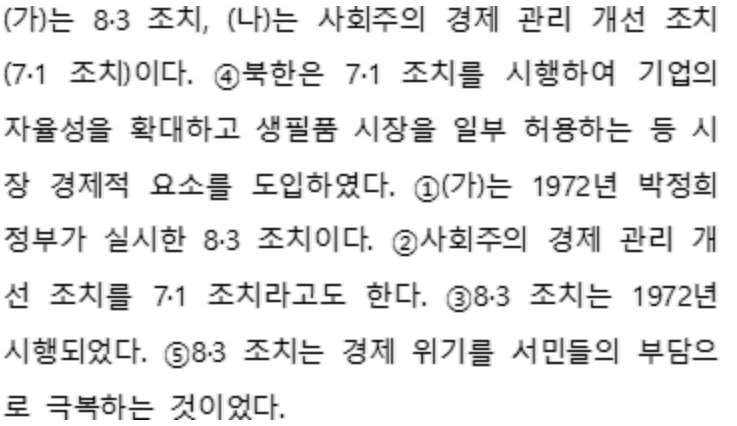 (가)는 8·3 조치, (나)는 사회주의 경제 관리 개선 조치
(7·1 조치)이다. ④북한은 7·1 조치를 시행하여 기업의
자율성을 확대하고 생필품 시장을 일부 허용하는 등 시
장 경제적 요소를 도입하였다. ①(가)는 1972년 박정희
정부가 실시한 8·3 조치이다. ②사회주의 경제 관리 개
선 조치를 7·1 조치라고도 한다. ③8·3 조치는 1972년
시행되었다. ⑤8·3 조치는 경제 위기를 서민들의 부담으
로 극복하는 것이었다.